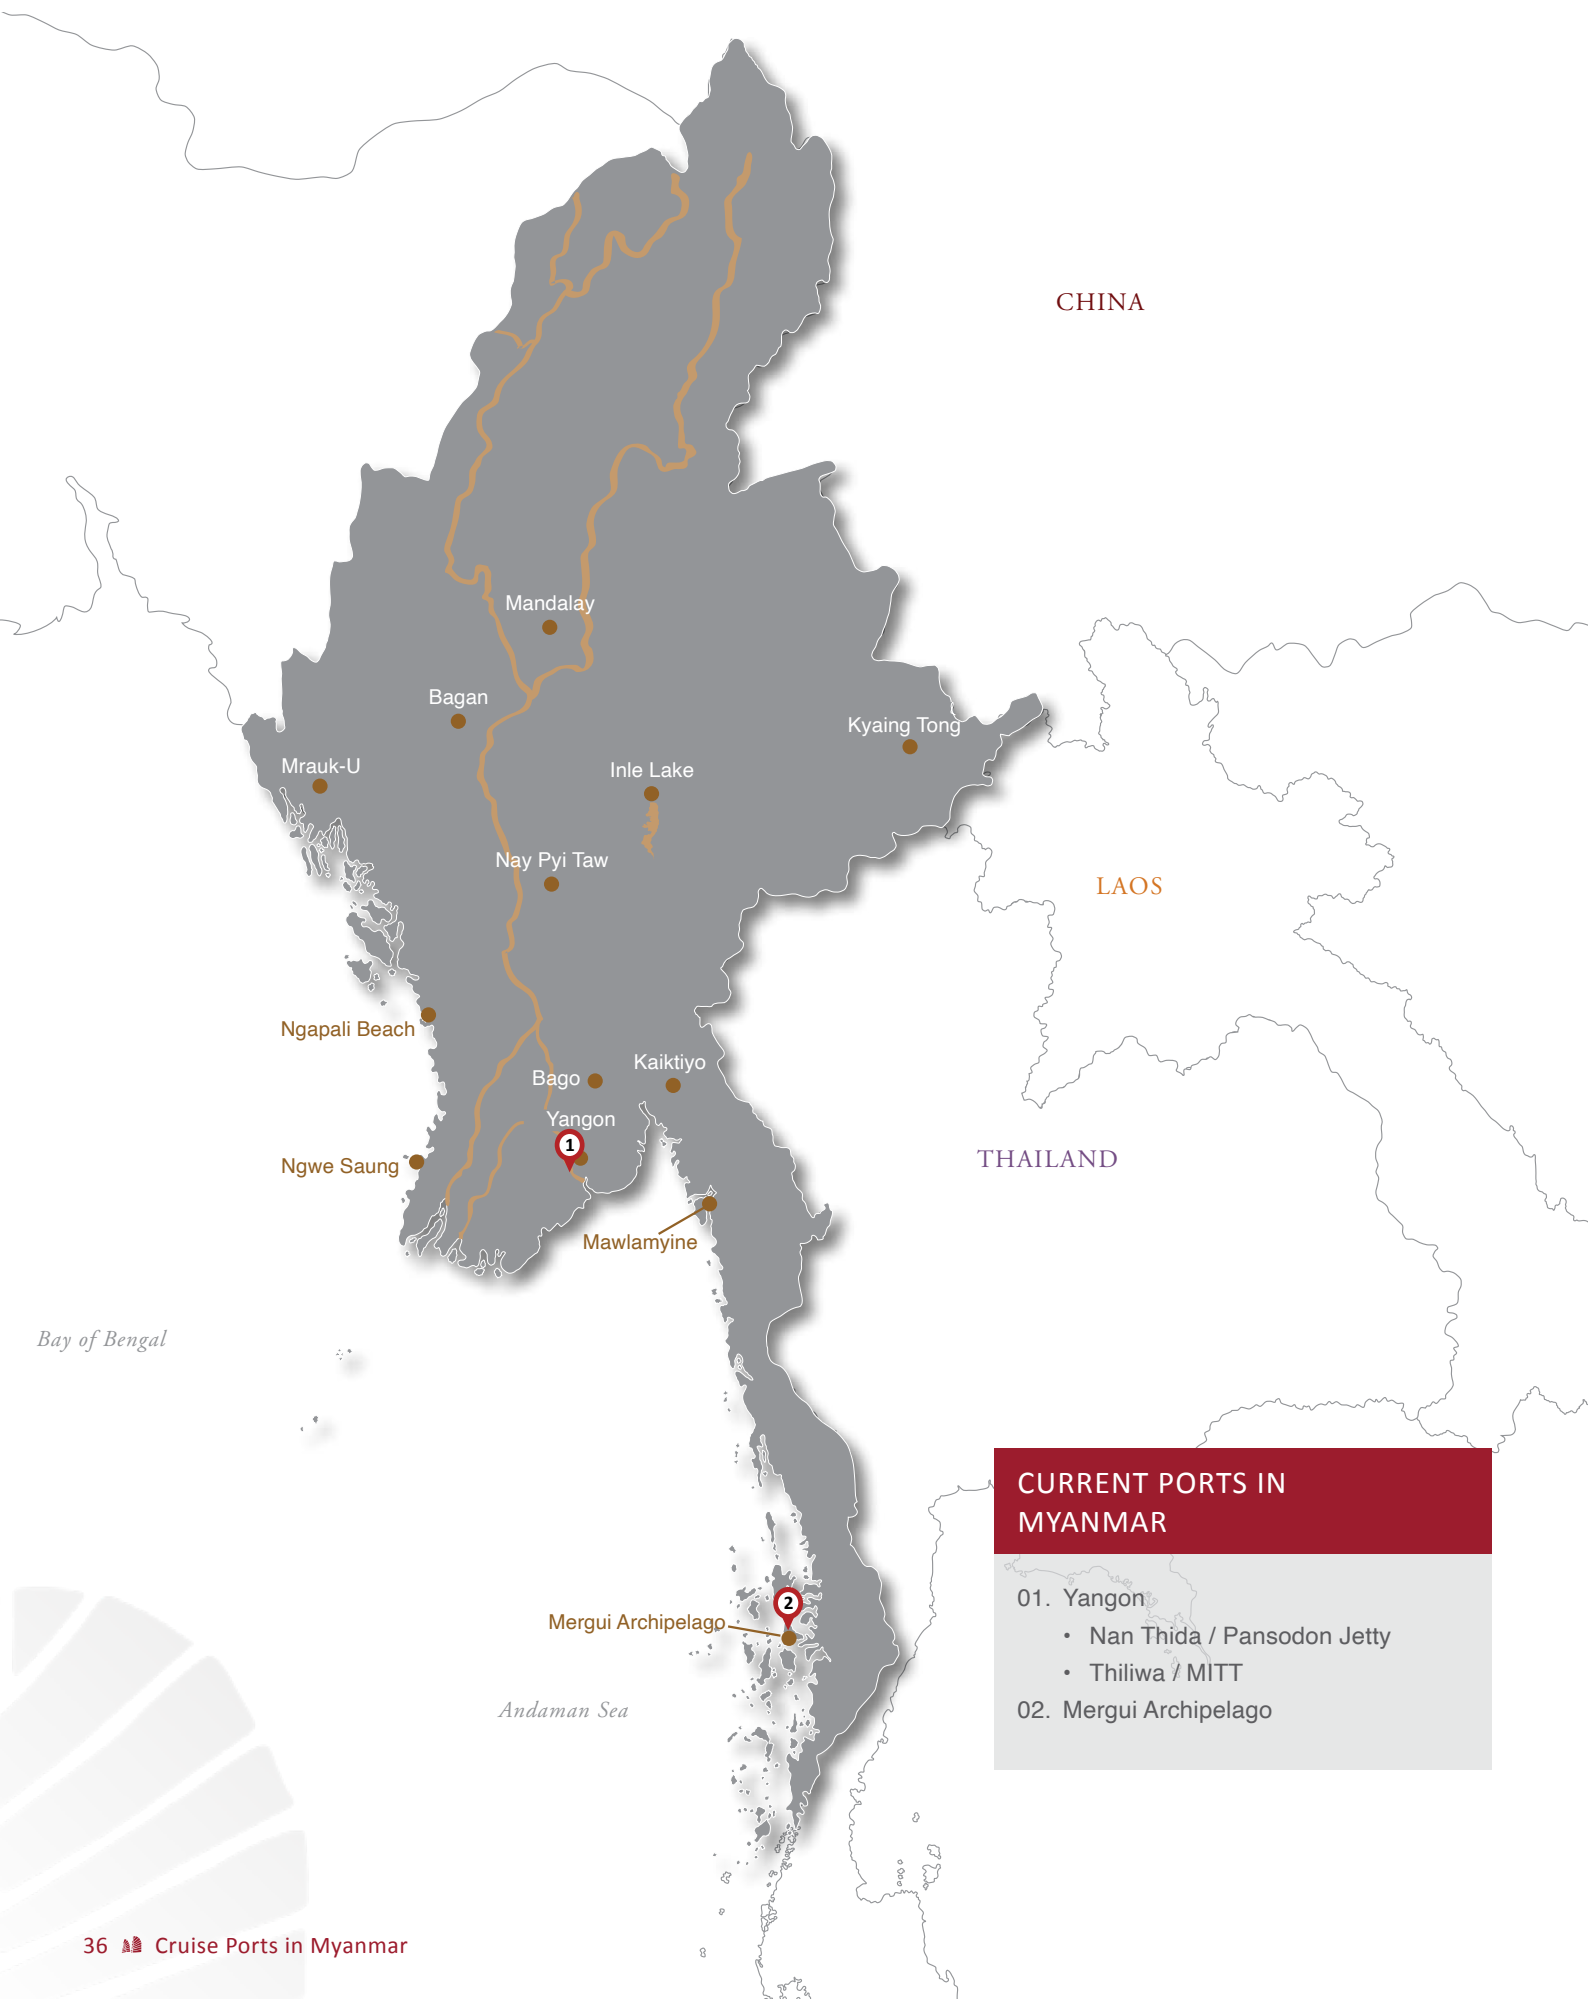 CHINA
Mandalay
Bagan
Kyaing Tong
Mrauk-U
Inle Lake
Nay Pyi Taw
LAOS
Ngapali Beach
Kaiktiyo
Bago
Yangon
1
THAILAND
Ngwe Saung
Mawlamyine
Bay of Bengal
CURRENT PORTS IN
MYANMAR
01. Yangon
• Nan Thida / Pansodon Jetty
• Thiliwa / MITT
02. Mergui Archipelago
2
Mergui Archipelago
Andaman Sea
36 Cruise Ports in Myanmar